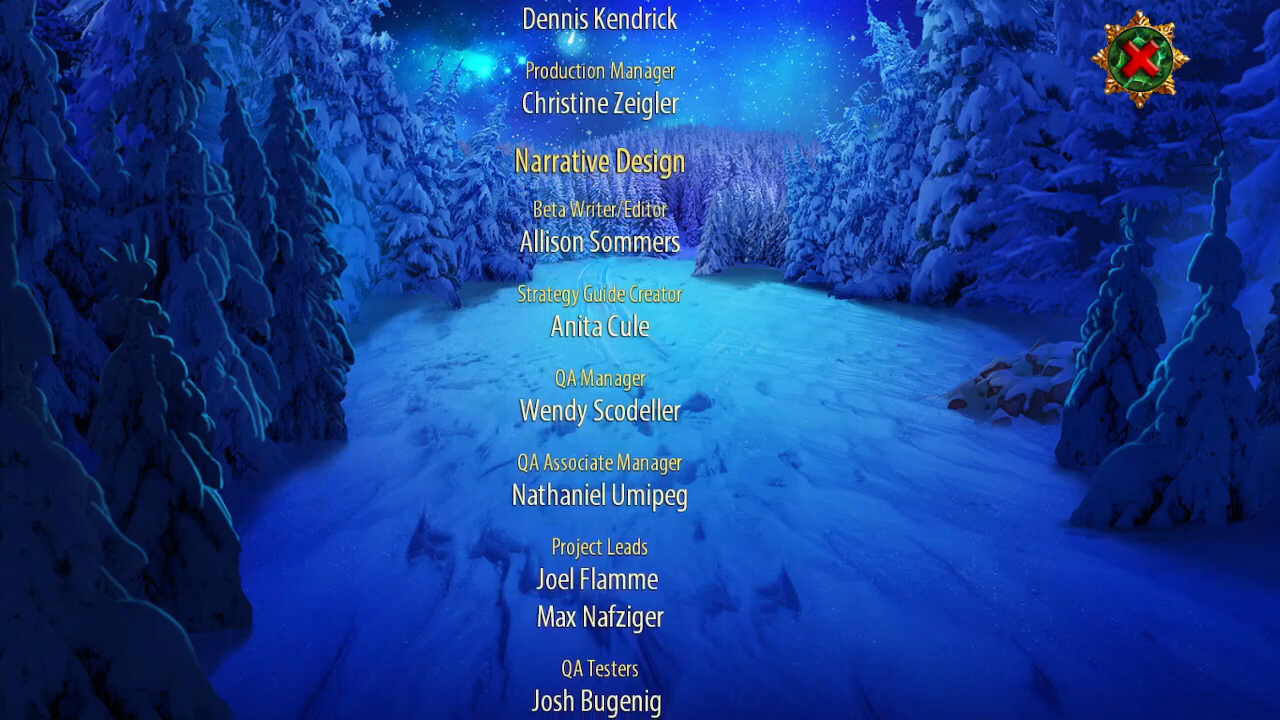 Dennis Kendrick
Production Manager
Christine Zeigler
Narrative Design
Beta Writer/Editor
Allison Sommers
Strategy Guide Creator
Anita Cule
QA Manager
Wendy Scodeller
QA Associate Manager
Nathaniel Umipeg
Project Leads
Joel Flamme
Max Nafziger
QA Testers
Josh Bugenig